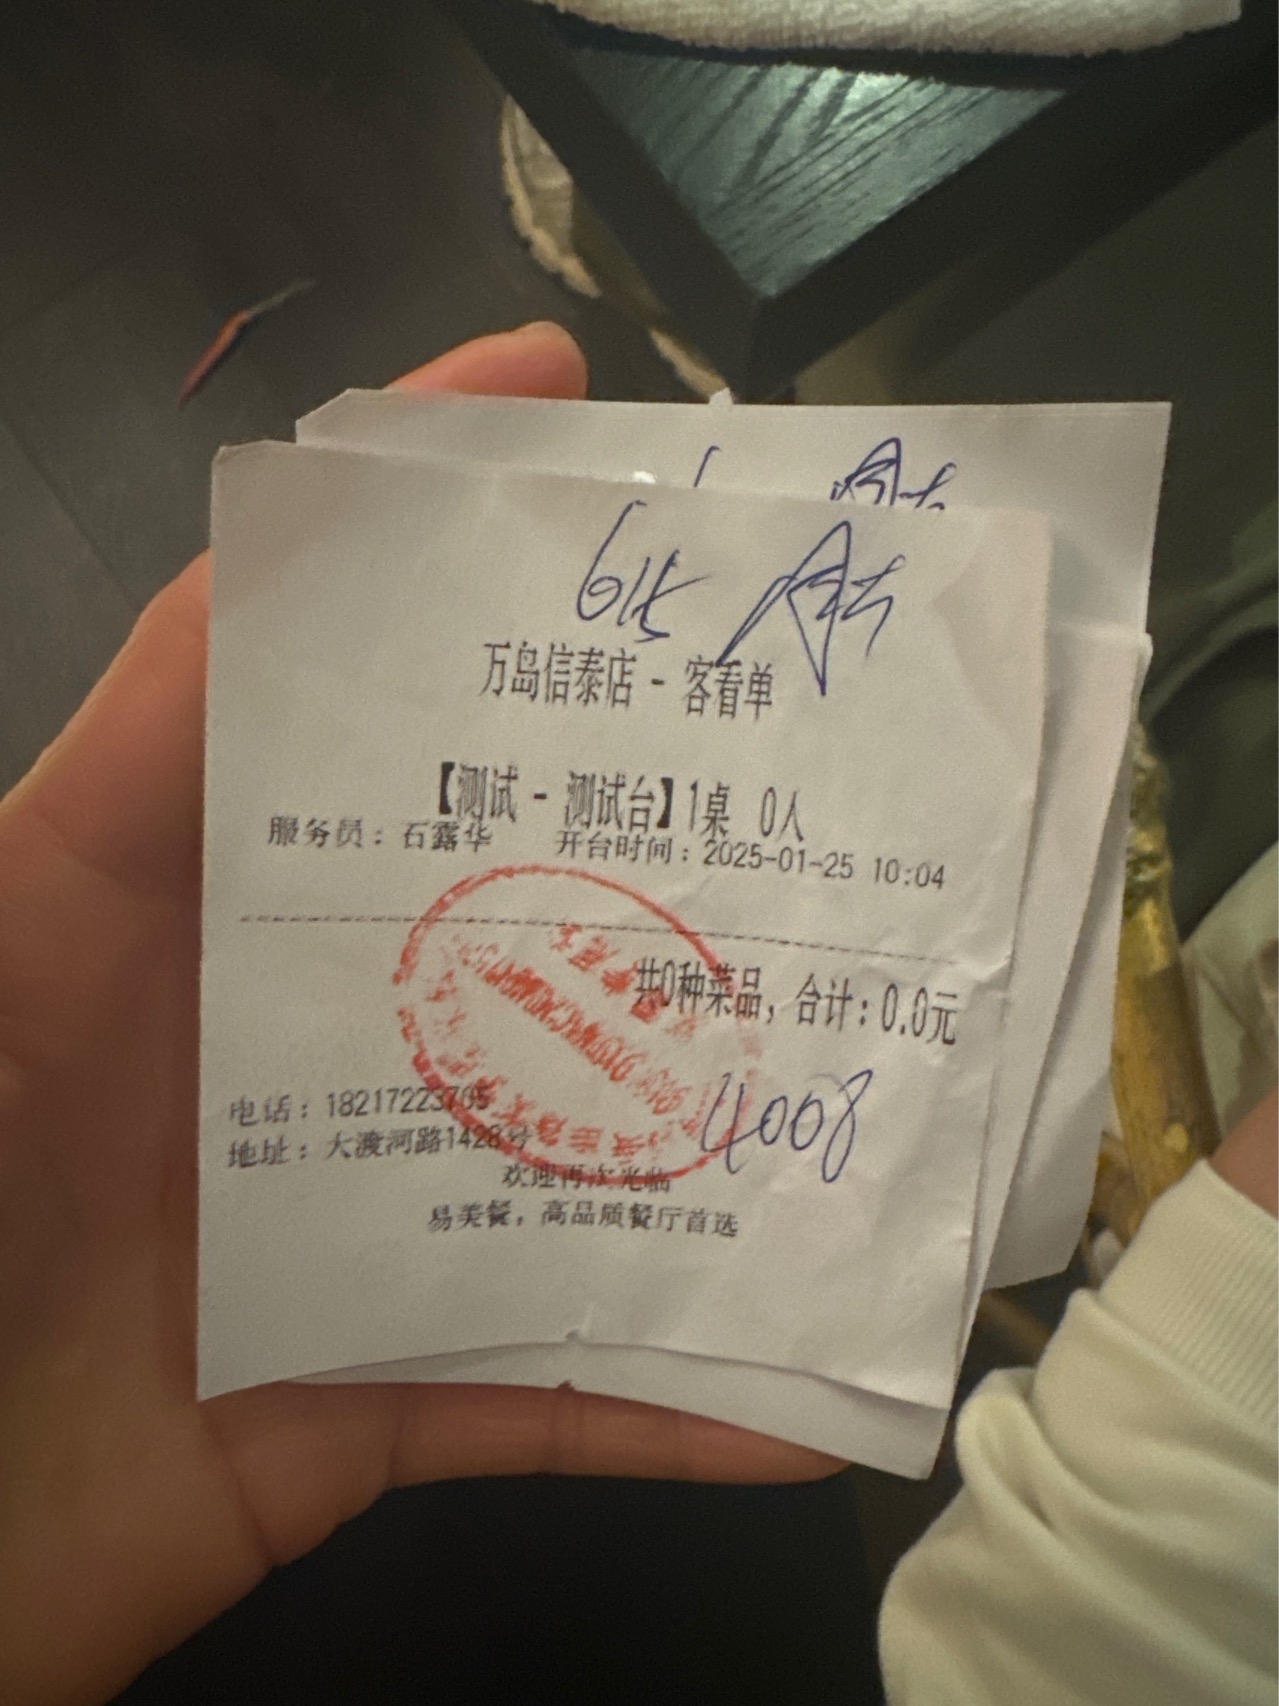 615
万岛信泰店 - 客看单
【测试 - 测试台】1桌 0人
服务员：石露华 开台时间：2025-01-25 10:04
共0种菜品，合计：0.0元
4008
电话：18217223705
地址：大渡河路1428号
欢迎再次光临
易美餐，高品质餐厅首选